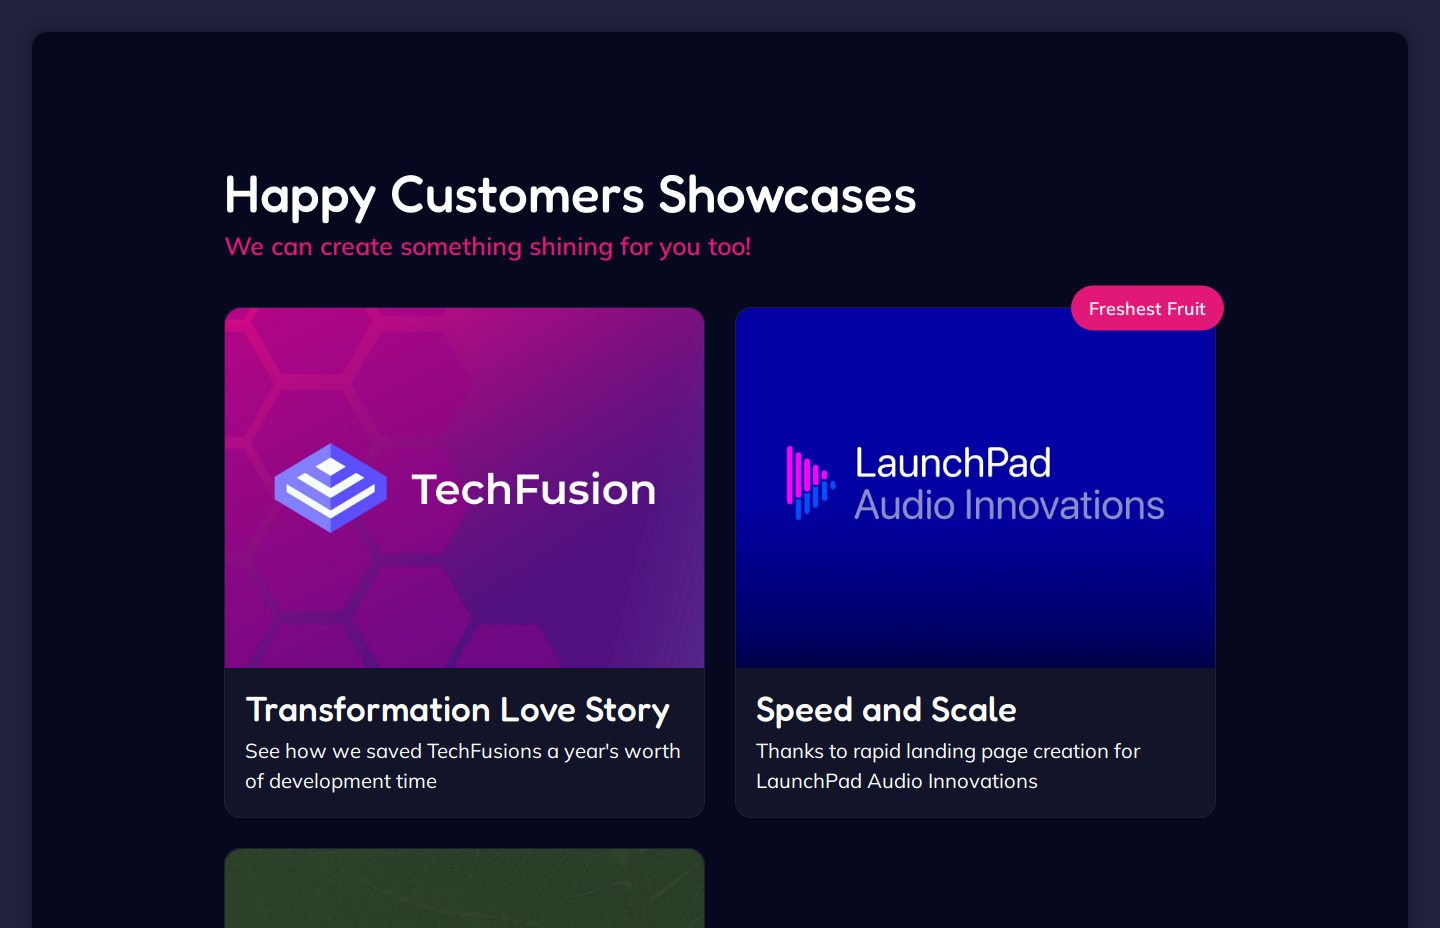 Happy Customers Showcases
We can create something shining for you too!
Freshest Fruit
TechFusion
LaunchPad
Audio Innovations
Transformation Love Story
See how we saved TechFusions a year's worth
of development time
Speed and Scale
Thanks to rapid landing page creation for
LaunchPad Audio Innovations